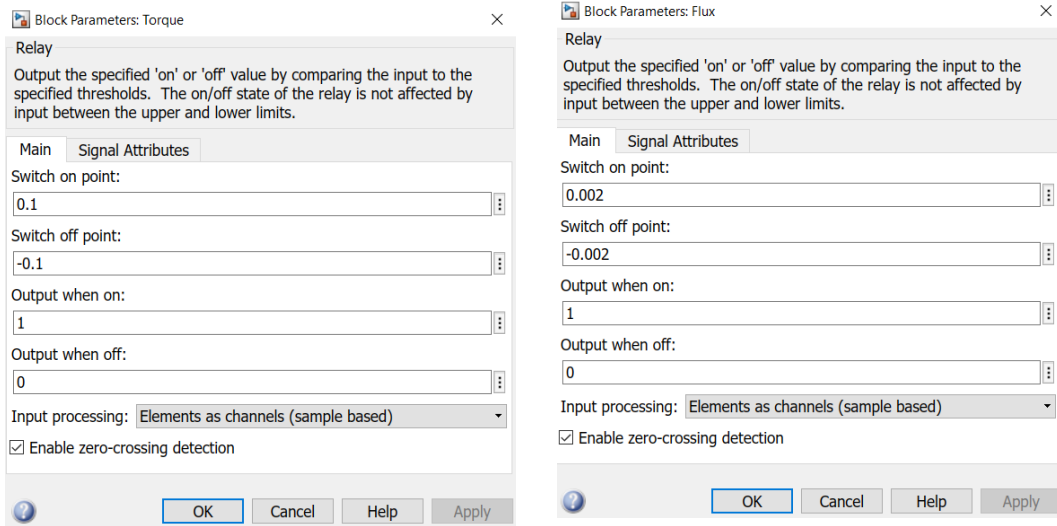 Block Parameters: Torque
Relay
Output the specified 'on' or 'off' value by comparing the input to the
specified thresholds. The on/off state of the relay is not affected by
input between the upper and lower limits.
Main Signal Attributes
Switch on point:
0.1
Switch off point:
-0.1
Output when on:
1
Output when off:
0
Input processing: Elements as channels (sample based)
Enable zero-crossing detection
OK Cancel Help Apply
Block Parameters: Flux
Relay
Output the specified 'on' or 'off' value by comparing the input to the
specified thresholds. The on/off state of the relay is not affected by
input between the upper and lower limits.
Main Signal Attributes
Switch on point:
0.002
Switch off point:
-0.002
Output when on:
1
Output when off:
0
Input processing: Elements as channels (sample based)
Enable zero-crossing detection
OK Cancel Help Apply